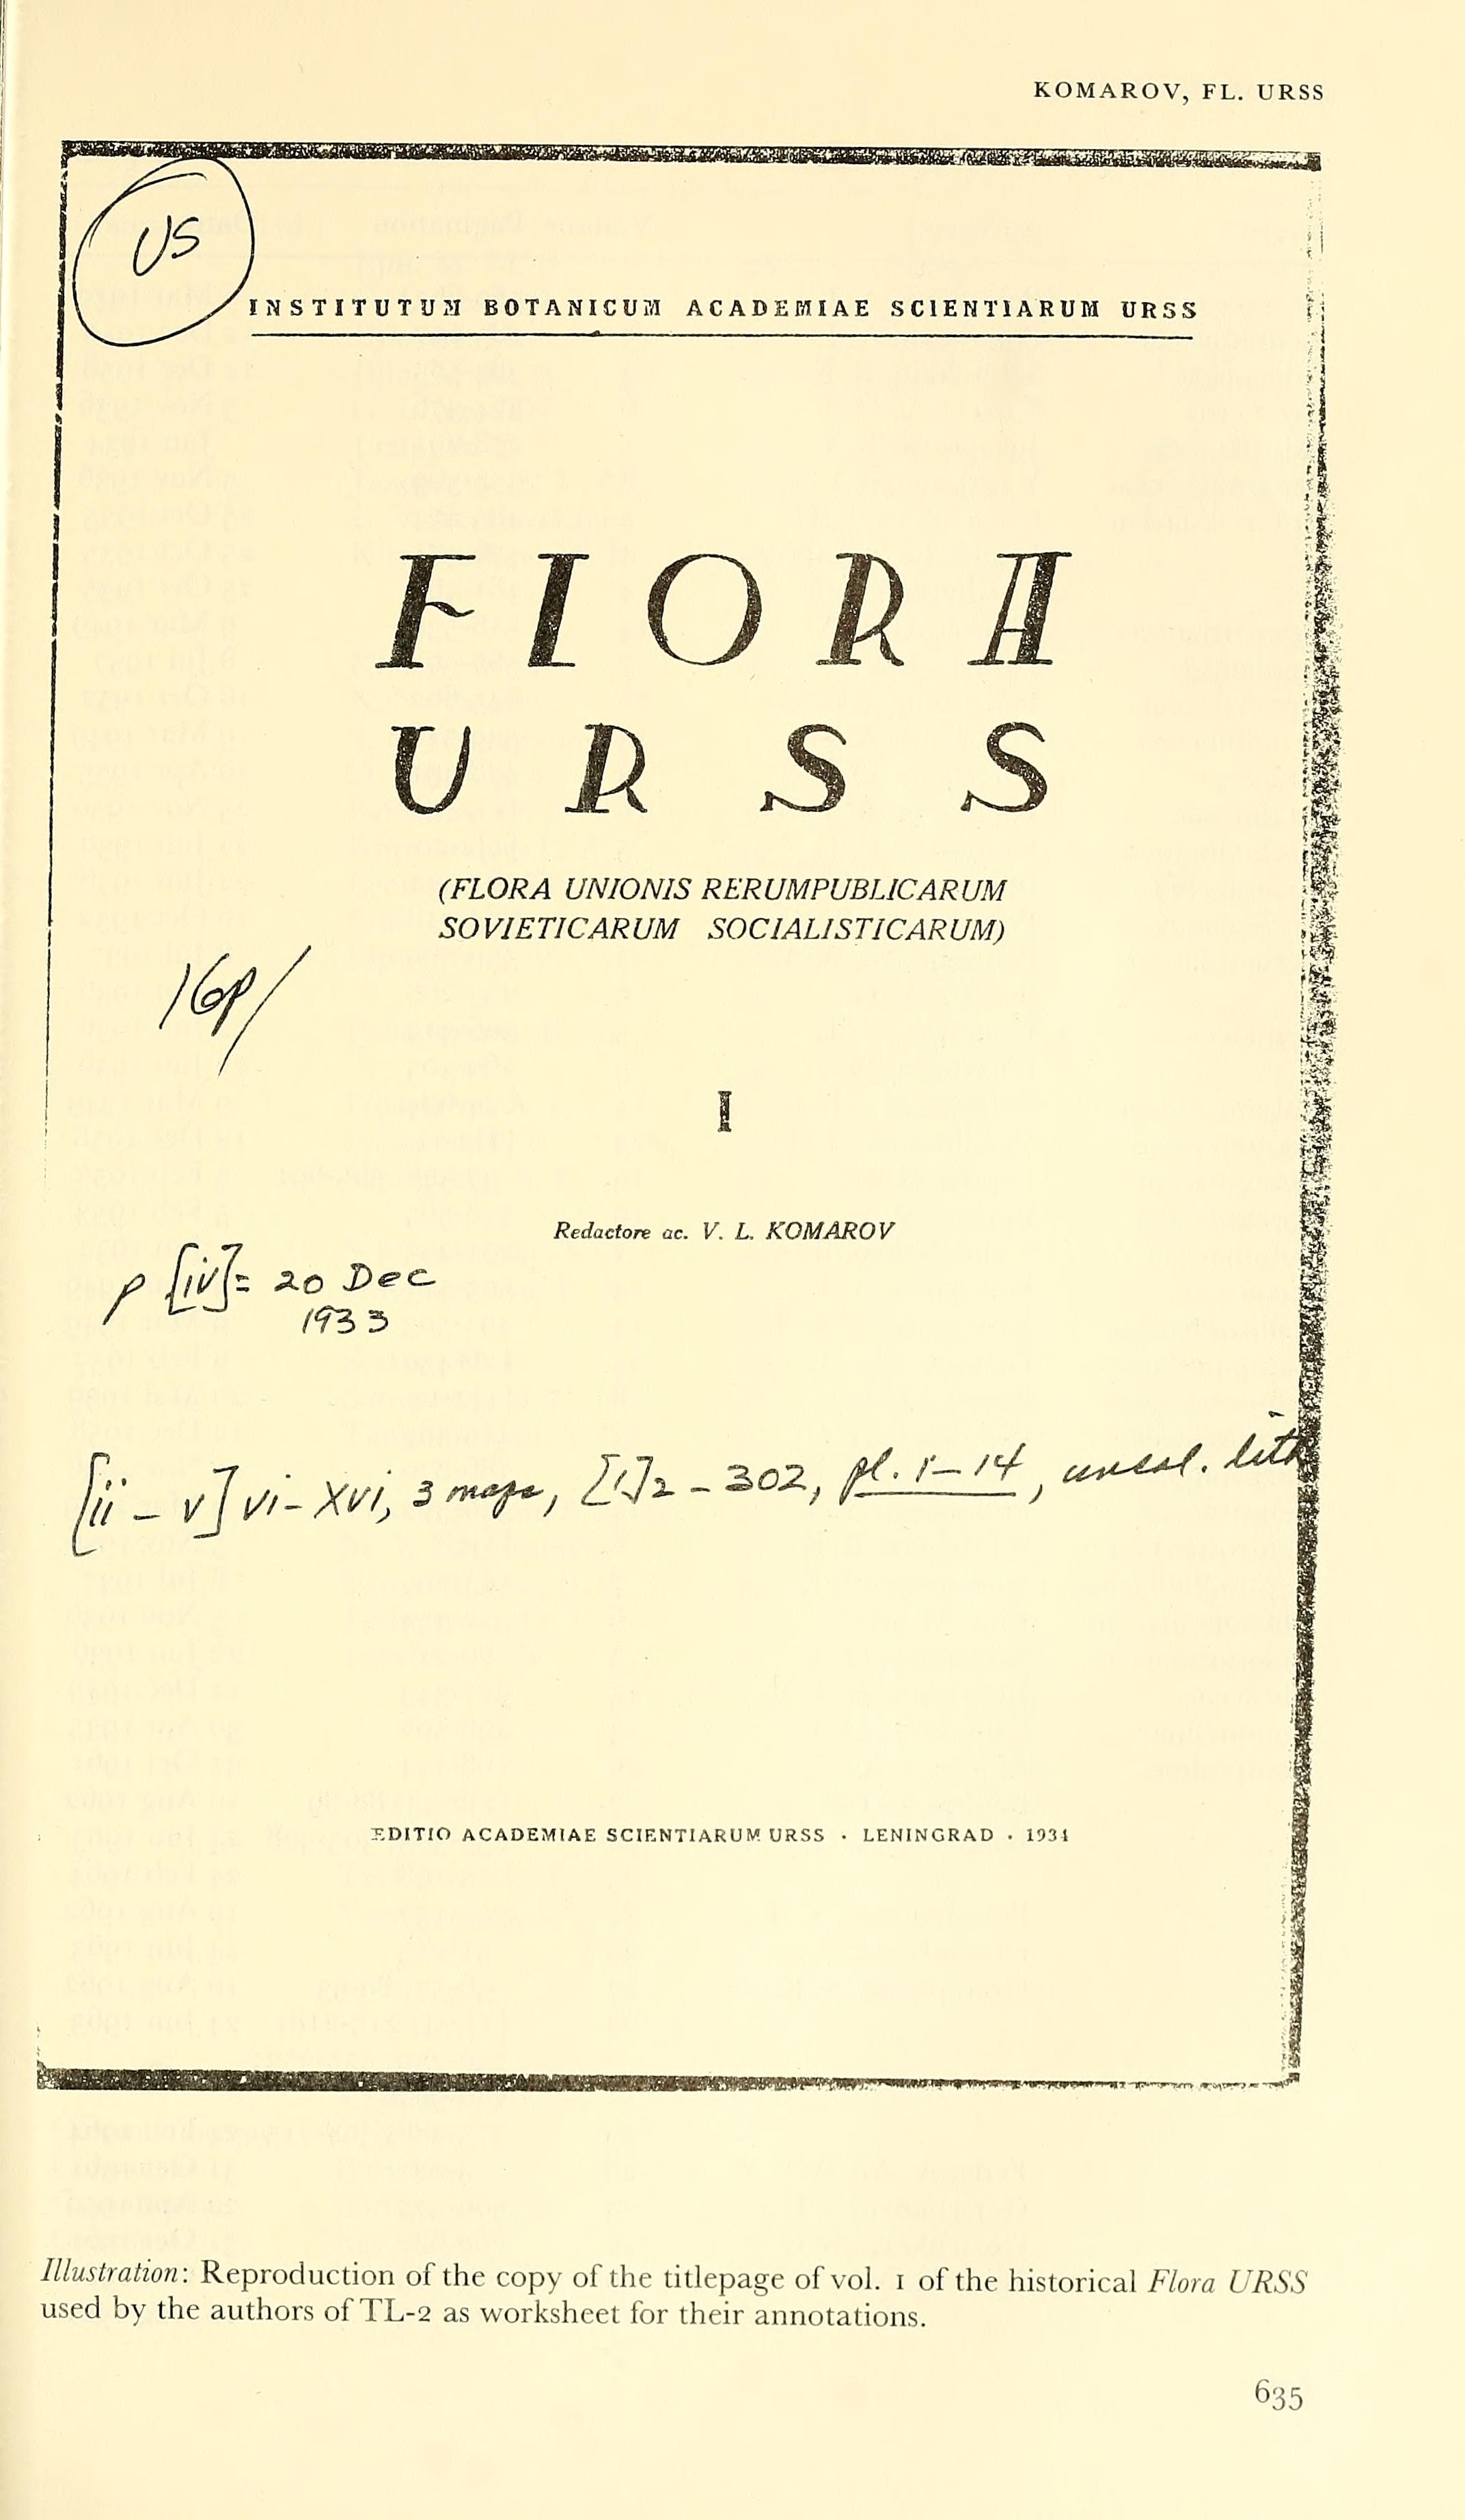 KOMAROV, FL. URSS
US
INSTITUTUM BOTANICUM ACADEMIAE SCIENTIARUM URSS
FLORA
URSS
(FLORA UNIONIS RERUMPUBLICARUM
SOVIETICARUM SOCIALISTICARUM)
16p/
I
Redactore ac. V. L. KOMAROV
p [iv]= 20 Dec
1933
[ii – v] vi – xvi, 3 maps, [1]2 – 302, pl. 1–14, uncol. lith
EDITIO ACADEMIAE SCIENTIARUM URSS · LENINGRAD · 1934
Illustration: Reproduction of the copy of the titlepage of vol. 1 of the historical Flora URSS
used by the authors of TL-2 as worksheet for their annotations.
635